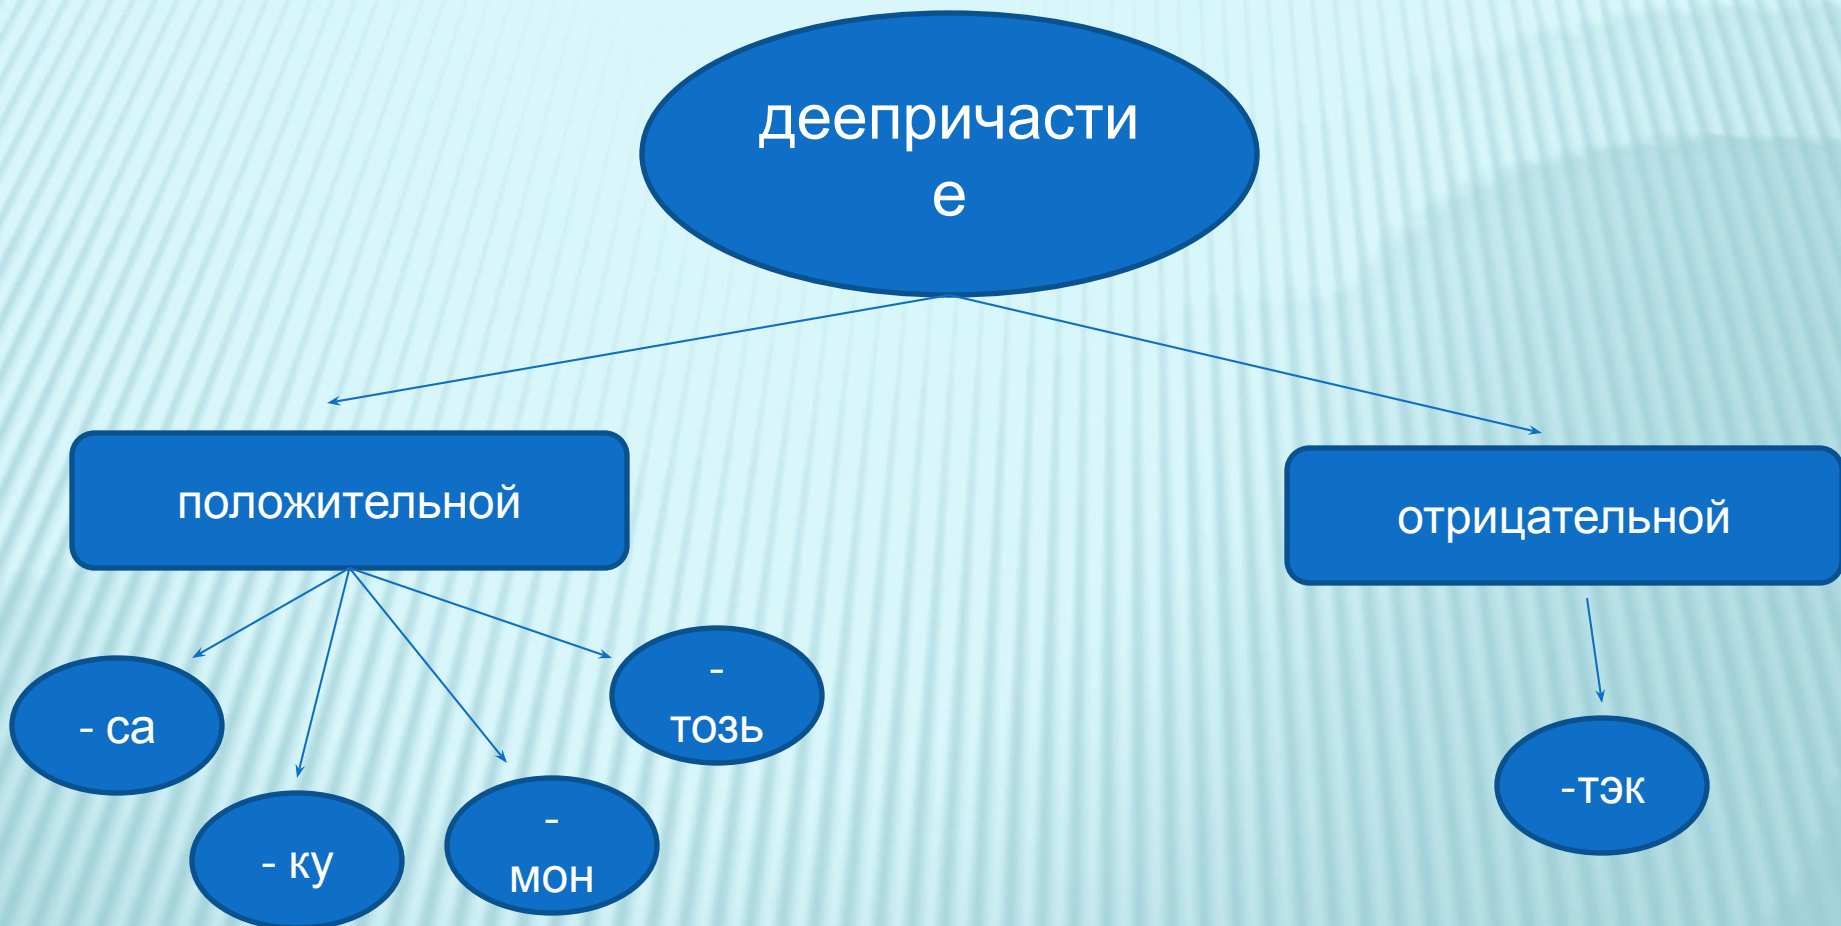 деепричасти
е
положительной
отрицательной
- са
- ку
-
мон
-
тозь
-тэк